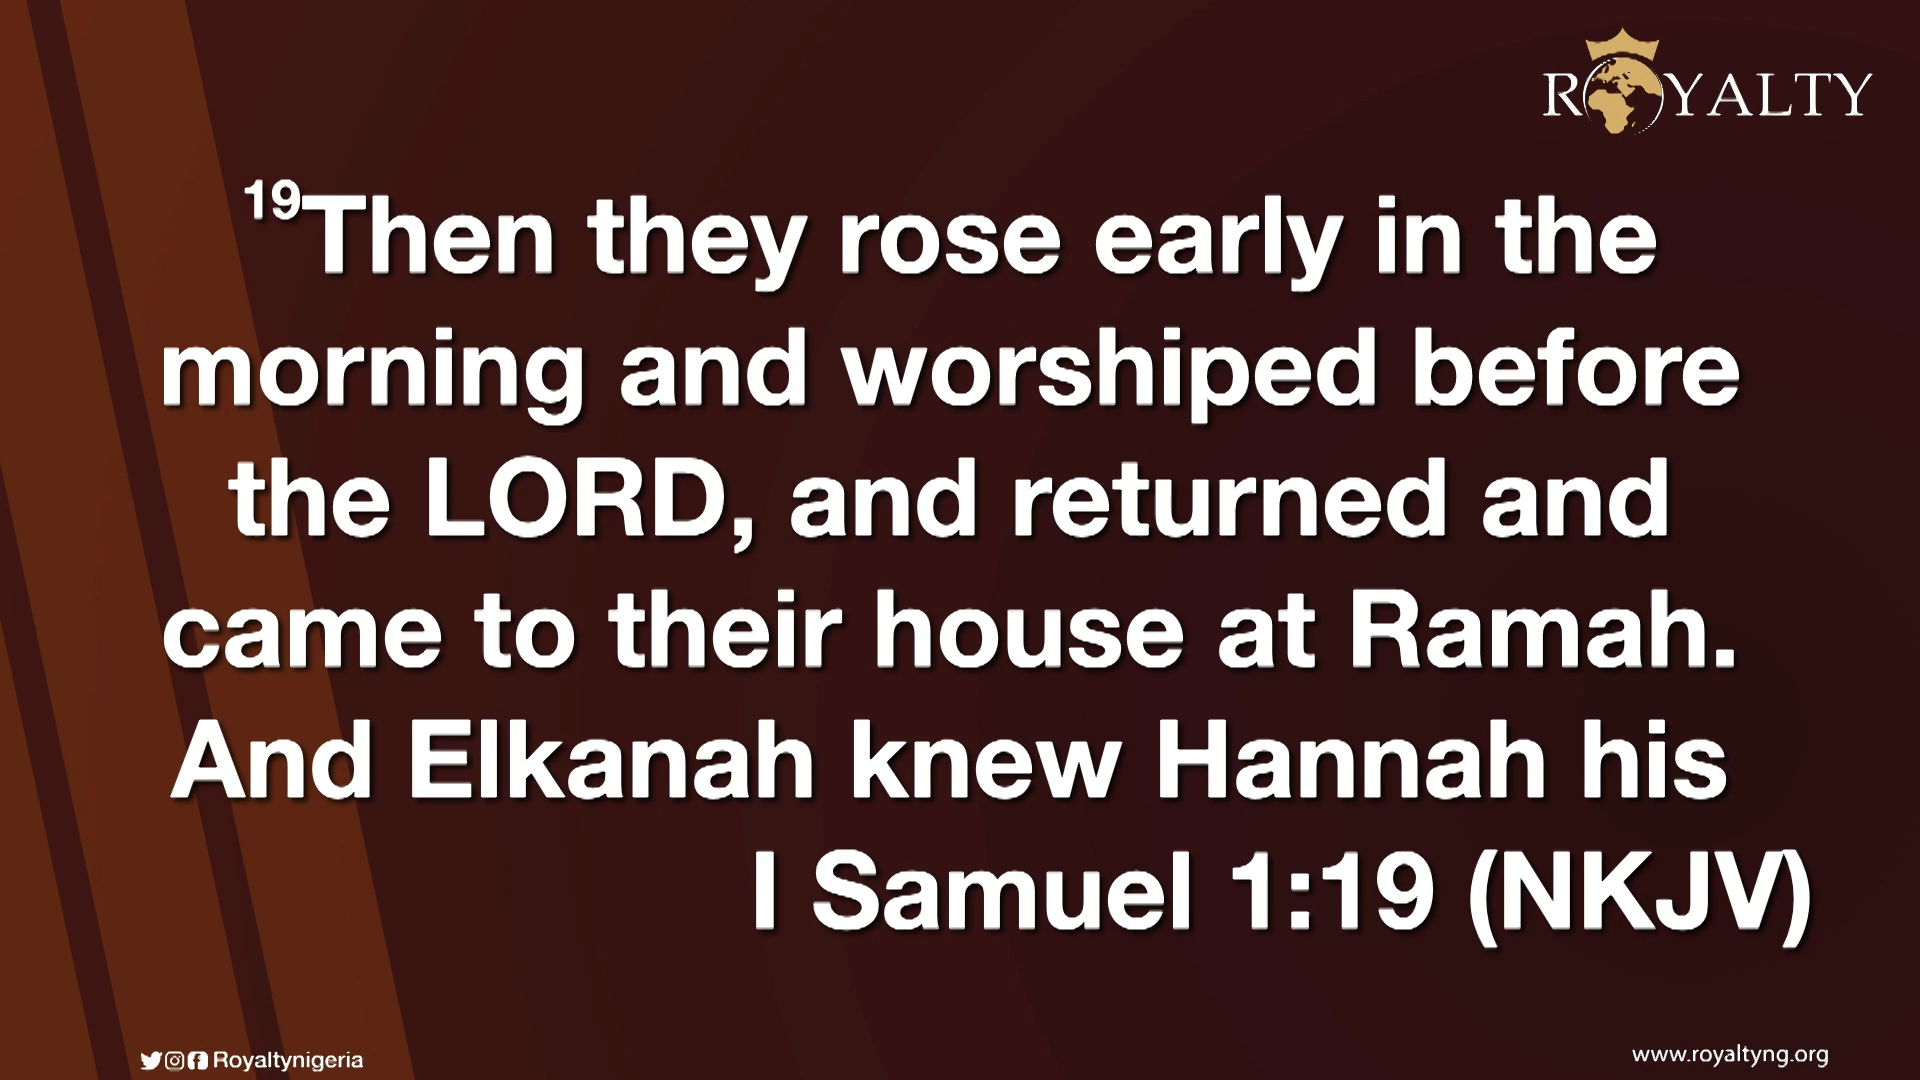 ROYALTY
19Then they rose early in the
morning and worshiped before
the LORD, and returned and
came to their house at Ramah.
And Elkanah knew Hannah his
I Samuel 1:19 (NKJV)
Royaltynigeria
www.royaltyng.org